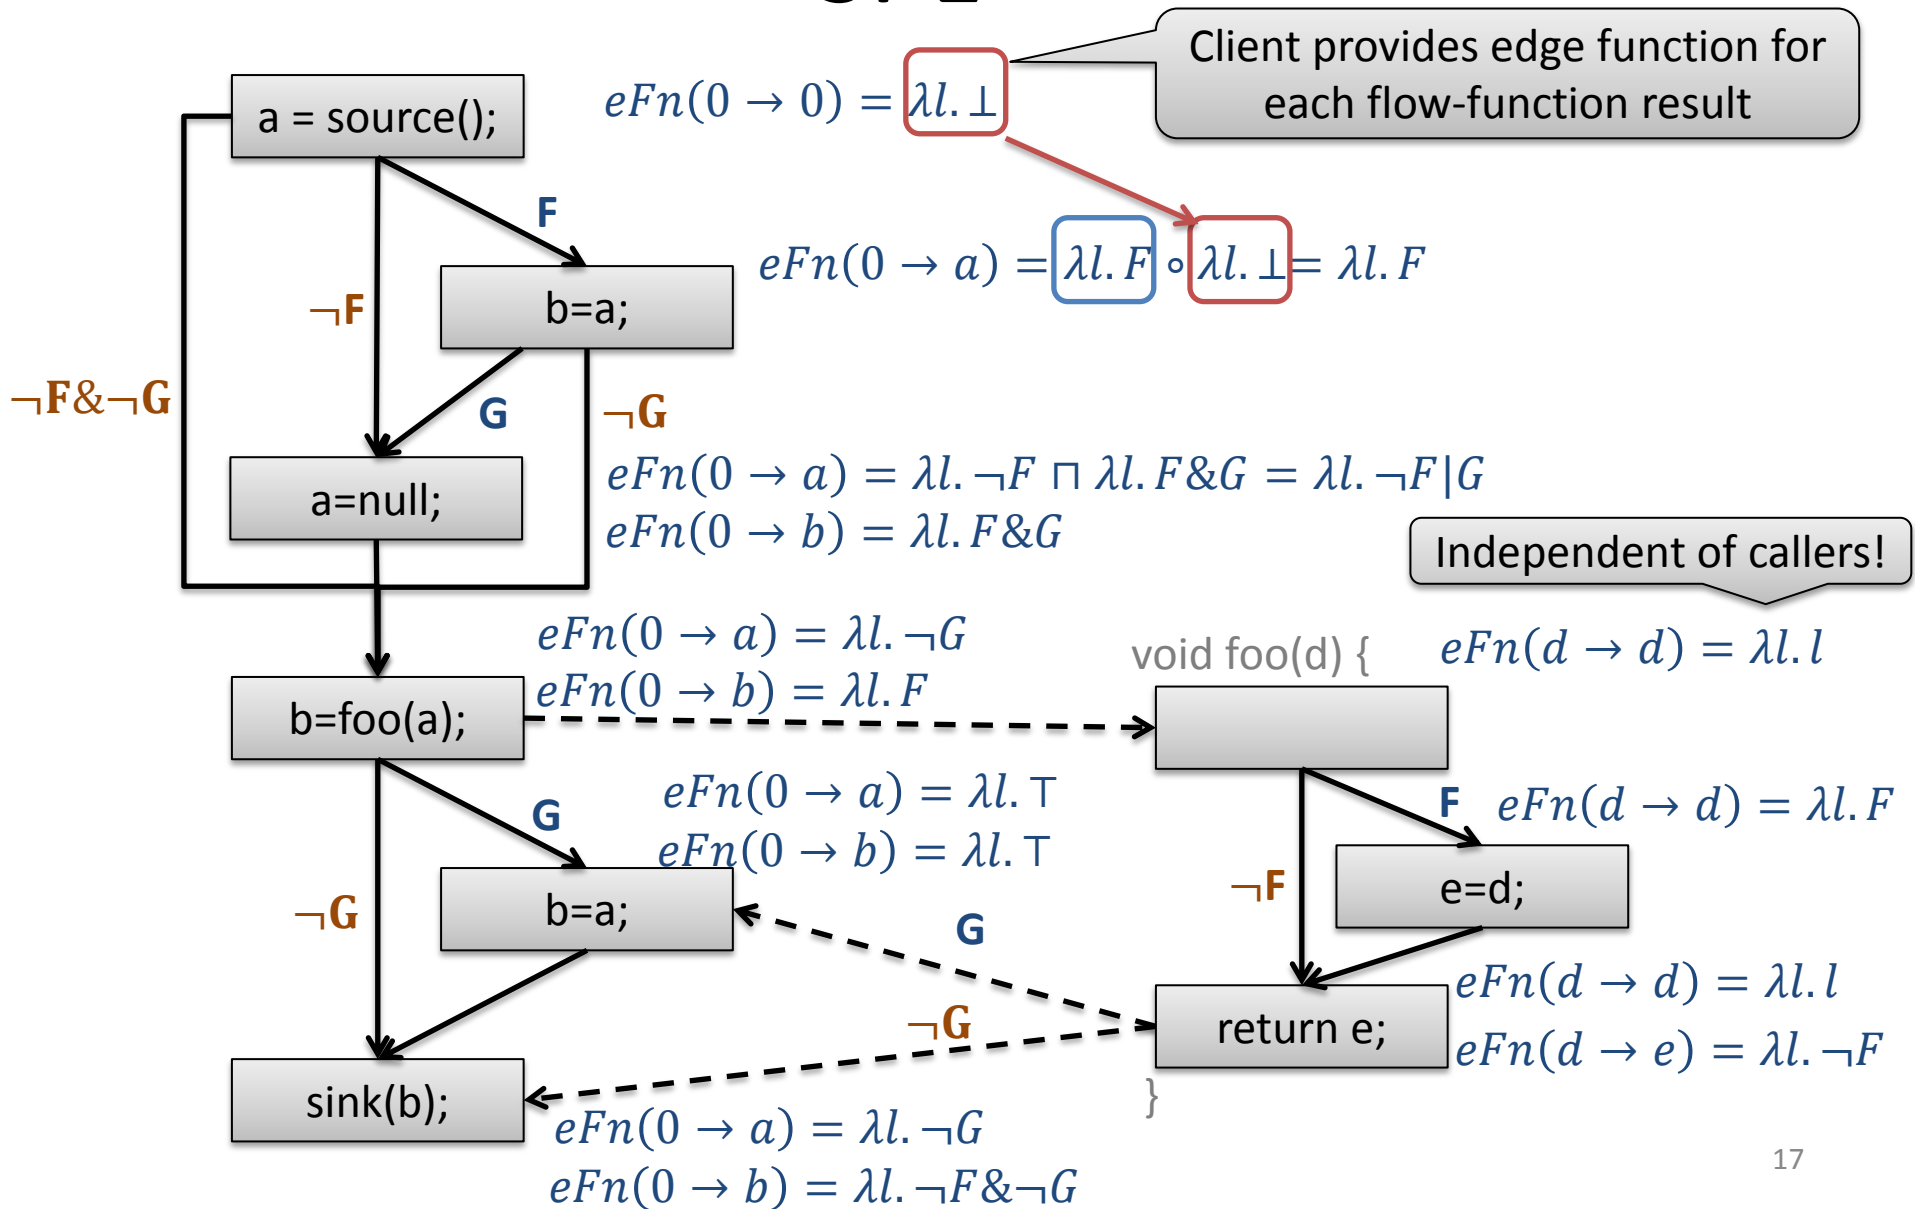 Client provides edge function for
each flow-function result
a = source();
eFn(0 → 0) = λl. ⊥
F
eFn(0 → a) = λl. F ∘ λl. ⊥ = λl. F
¬F
b=a;
¬F&¬G
G
¬G
eFn(0 → a) = λl. ¬F ⊓ λl. F&G = λl. ¬F|G
a=null;
eFn(0 → b) = λl. F&G
Independent of callers!
eFn(0 → a) = λl. ¬G
void foo(d) {
eFn(d → d) = λl. l
eFn(0 → b) = λl. F
b=foo(a);
eFn(0 → a) = λl. ⊤
G
F
eFn(d → d) = λl. F
eFn(0 → b) = λl. ⊤
¬G
b=a;
¬F
e=d;
G
eFn(d → d) = λl. l
¬G
return e;
eFn(d → e) = λl. ¬F
sink(b);
}
eFn(0 → a) = λl. ¬G
eFn(0 → b) = λl. ¬F&¬G
17